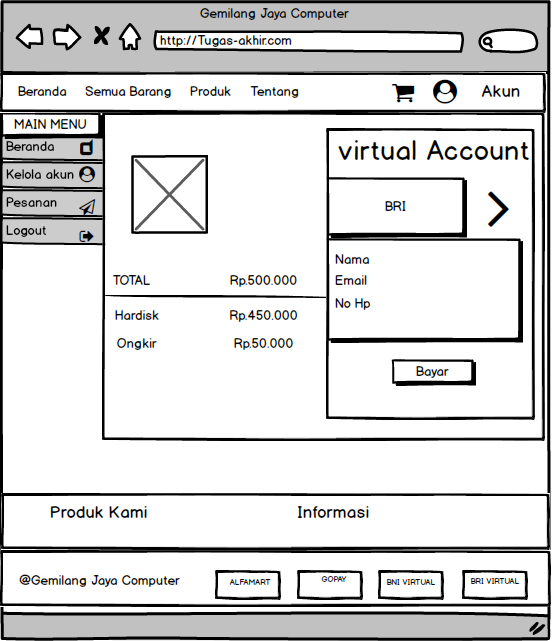 Gemilang Jaya Computer
http://Tugas-akhir.com
Beranda Semua Barang Produk Tentang Akun
MAIN MENU
Beranda
Kelola akun
Pesanan
Logout
TOTAL Rp.500.000
Hardisk Rp.450.000
Ongkir Rp.50.000
virtual Account
BRI
Nama
Email
No Hp
Bayar
Produk Kami Informasi
@Gemilang Jaya Computer ALFAMART GOPAY BNI VIRTUAL BRI VIRTUAL